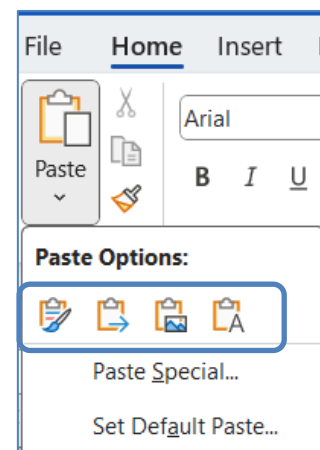 File Home Insert
Arial
Paste
B I U
Paste Options:
A
Paste Special...
Set Default Paste...